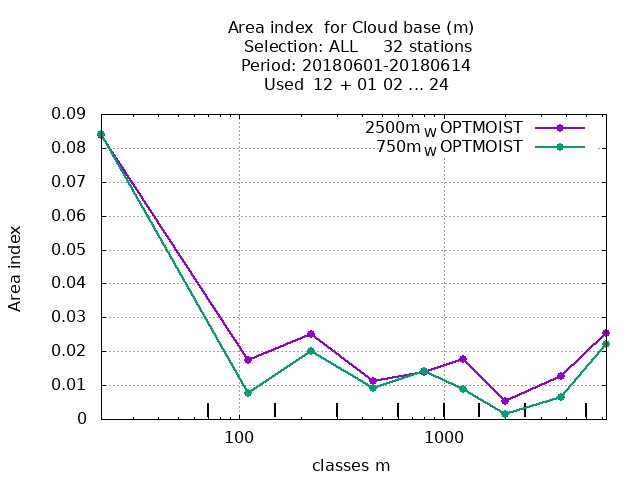 Area index  for Cloud base (m)
Selection: ALL     32 stations
Period: 20180601-20180614
Used  12 + 01 02 ... 24
2500m W OPTMOIST
750m W OPTMOIST
0.09
0.08
0.07
0.06
0.05
0.04
0.03
0.02
0.01
0
Area index
100
1000
classes m